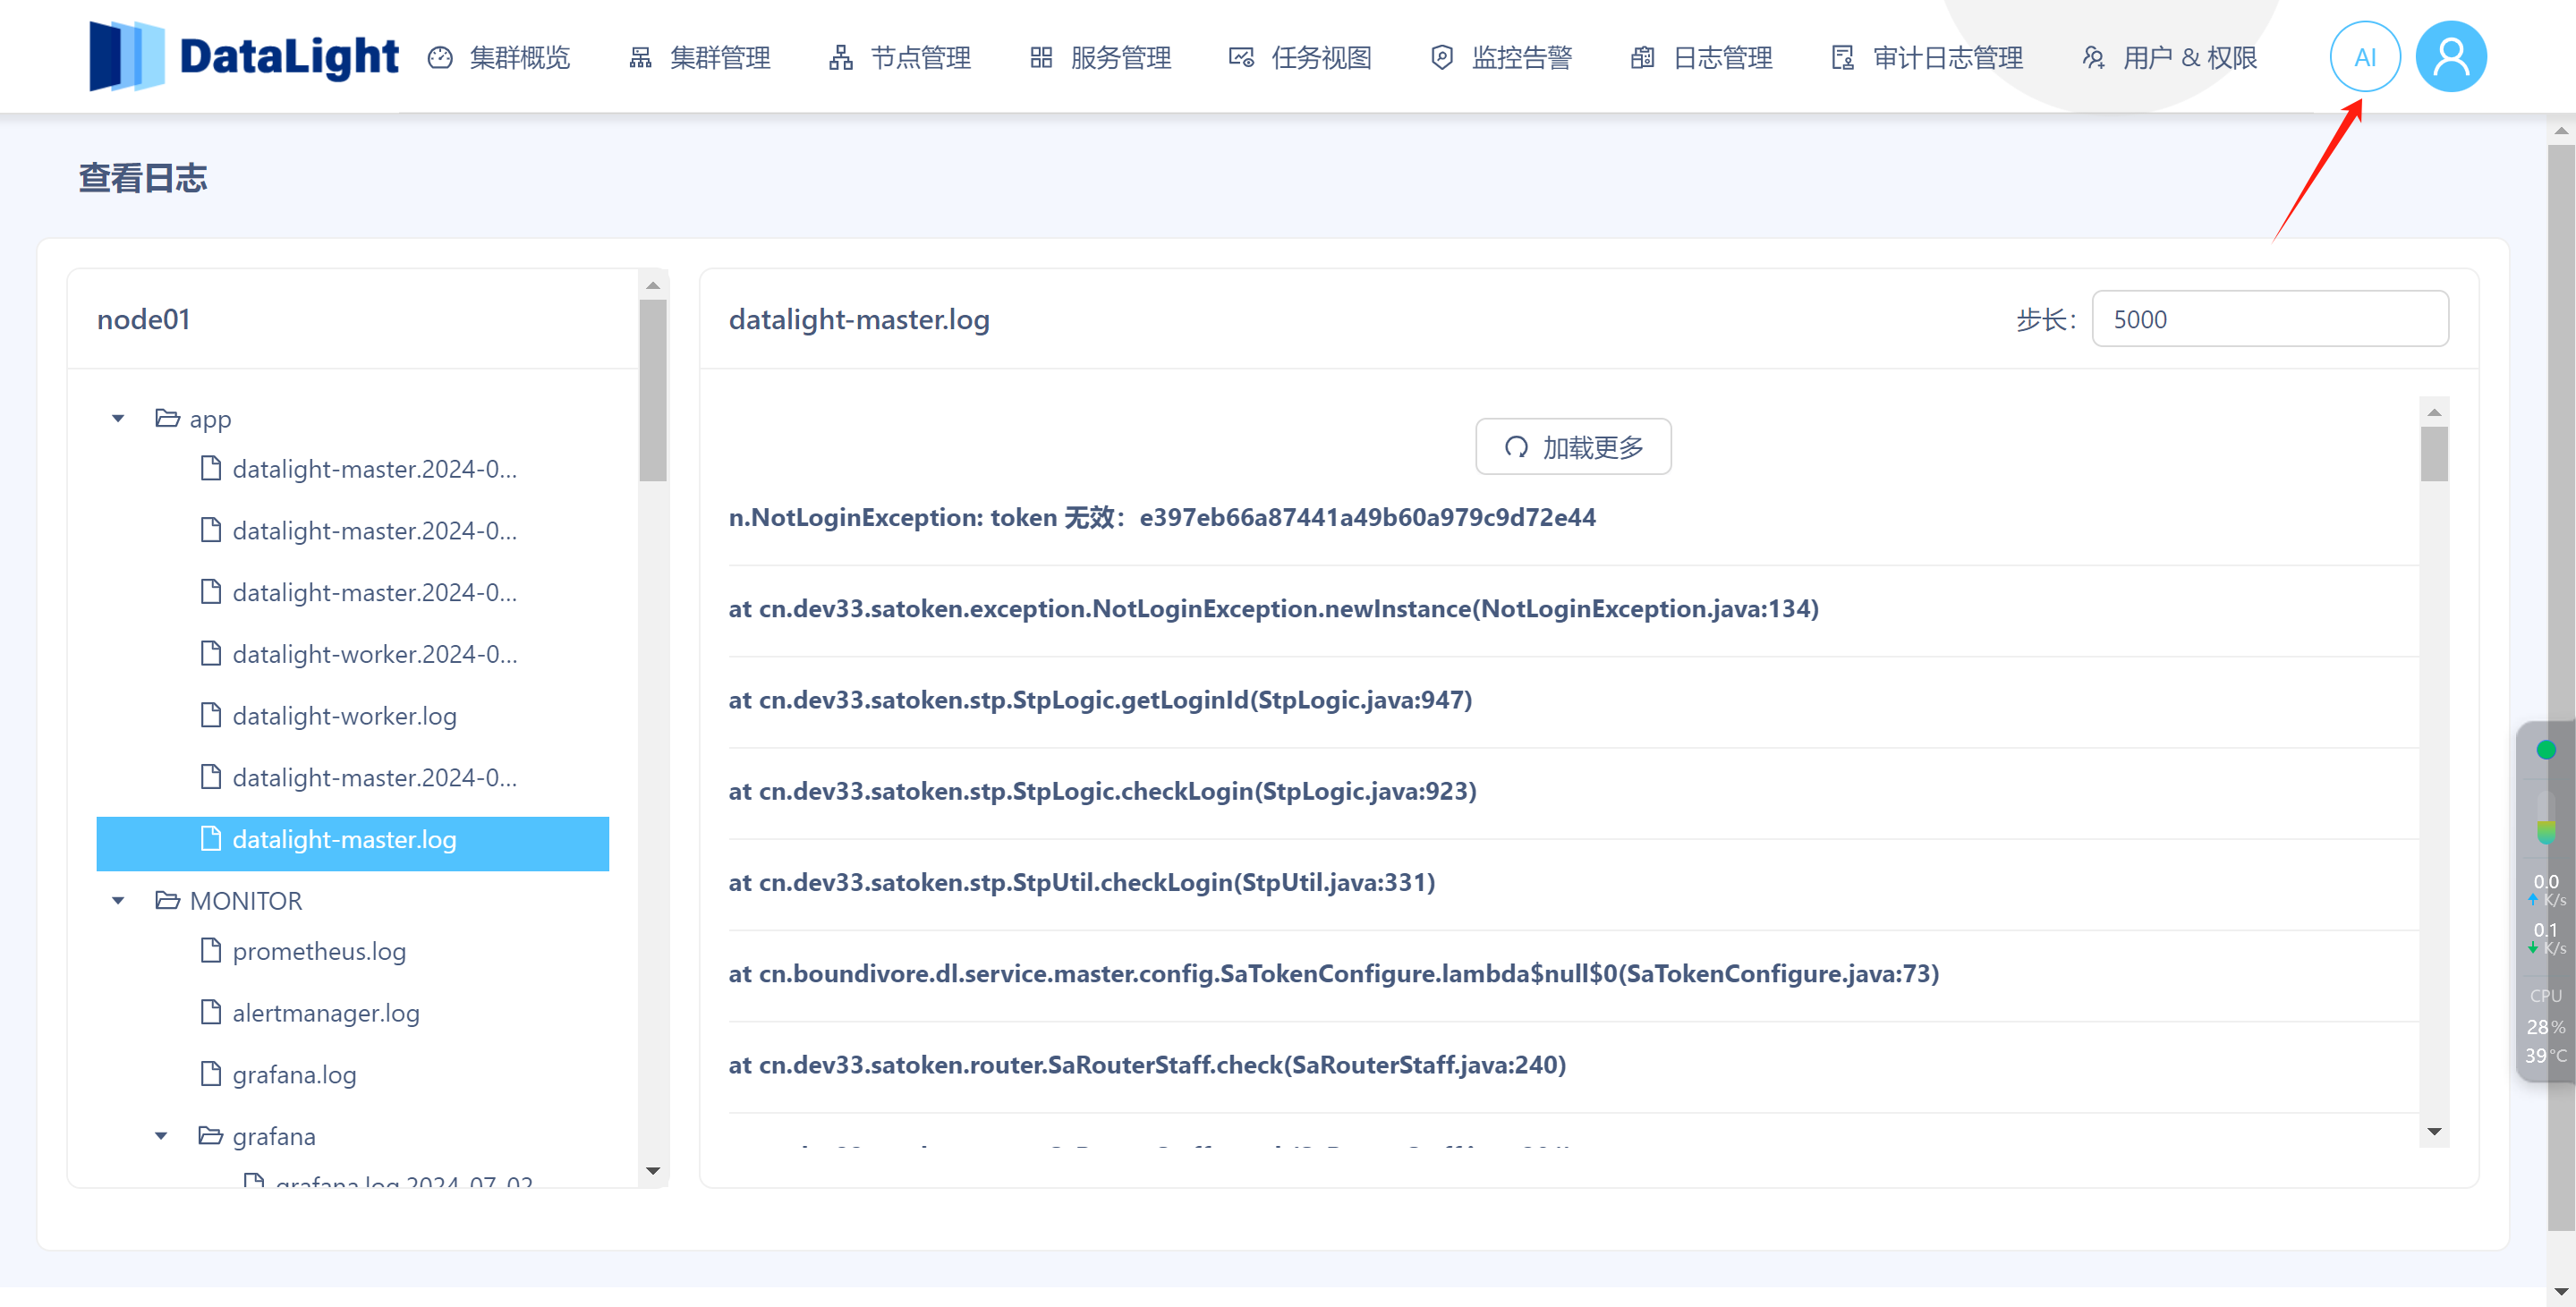 DataLight
集群概览
集群管理
节点管理
服务管理
任务视图
监控告警
日志管理
审计日志管理
用户 & 权限
AI
查看日志
node01
app
datalight-master.2024-0...
datalight-master.2024-0...
datalight-master.2024-0...
datalight-worker.2024-0...
datalight-worker.log
datalight-master.2024-0...
datalight-master.log
MONITOR
prometheus.log
alertmanager.log
grafana.log
grafana
grafana.log.2024-07-02
datalight-master.log
步长:
5000
加载更多
n.NotLoginException: token 无效：e397eb66a87441a49b60a979c9d72e44
at cn.dev33.satoken.exception.NotLoginException.newInstance(NotLoginException.java:134)
at cn.dev33.satoken.stp.StpLogic.getLoginId(StpLogic.java:947)
at cn.dev33.satoken.stp.StpLogic.checkLogin(StpLogic.java:923)
at cn.dev33.satoken.stp.StpUtil.checkLogin(StpUtil.java:331)
at cn.boundivore.dl.service.master.config.SaTokenConfigure.lambda$null$0(SaTokenConfigure.java:73)
at cn.dev33.satoken.router.SaRouterStaff.check(SaRouterStaff.java:240)
0.0
K/s
0.1
K/s
CPU
28%
39°C